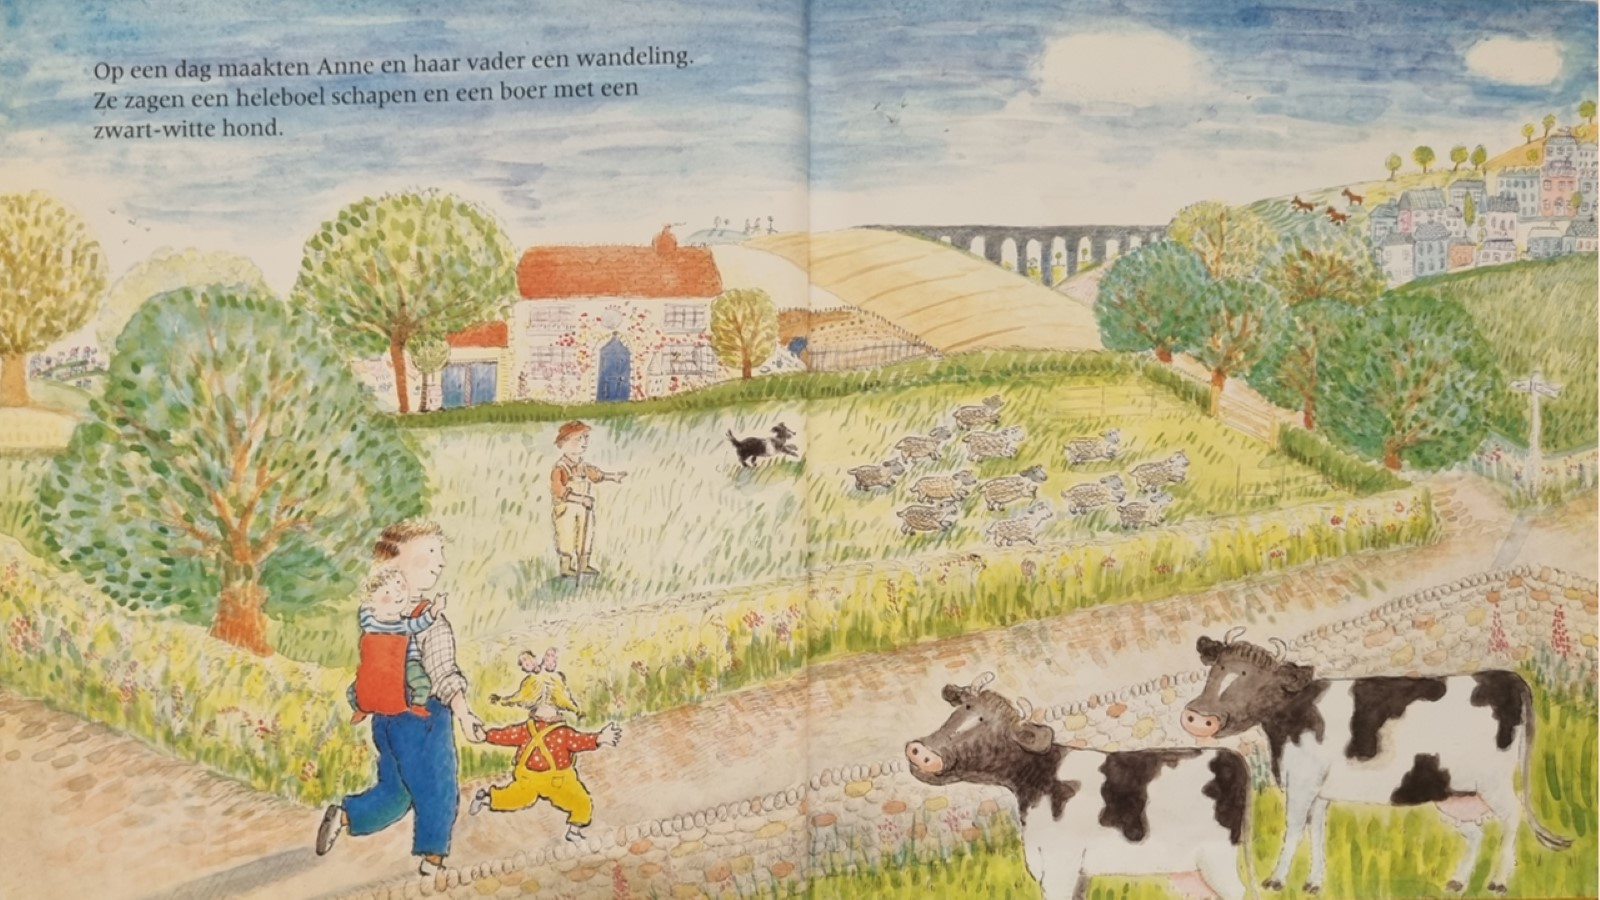 Op een dag maakten Anne en haar vader een wandeling.
Ze zagen een heleboel schapen en een boer met een
zwart-witte hond.